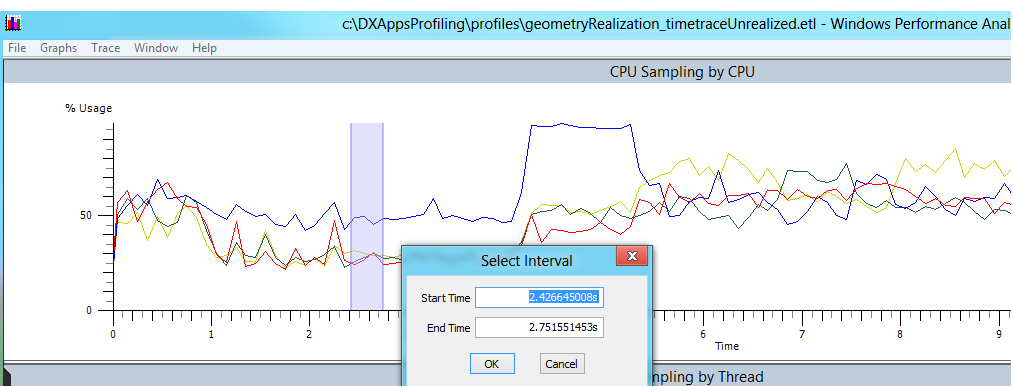 c:\DXAppsProfiling\profiles\geometryRealization_timetraceUnrealized.etl - Windows Performance Anal
File Graphs Trace Window Help
CPU Sampling by CPU
% Usage
50
0
0 1 2 6 7 8 9
Time
Select Interval
x
Start Time 2.426645008s
End Time 2.751551453s
OK Cancel
mpling by Thread